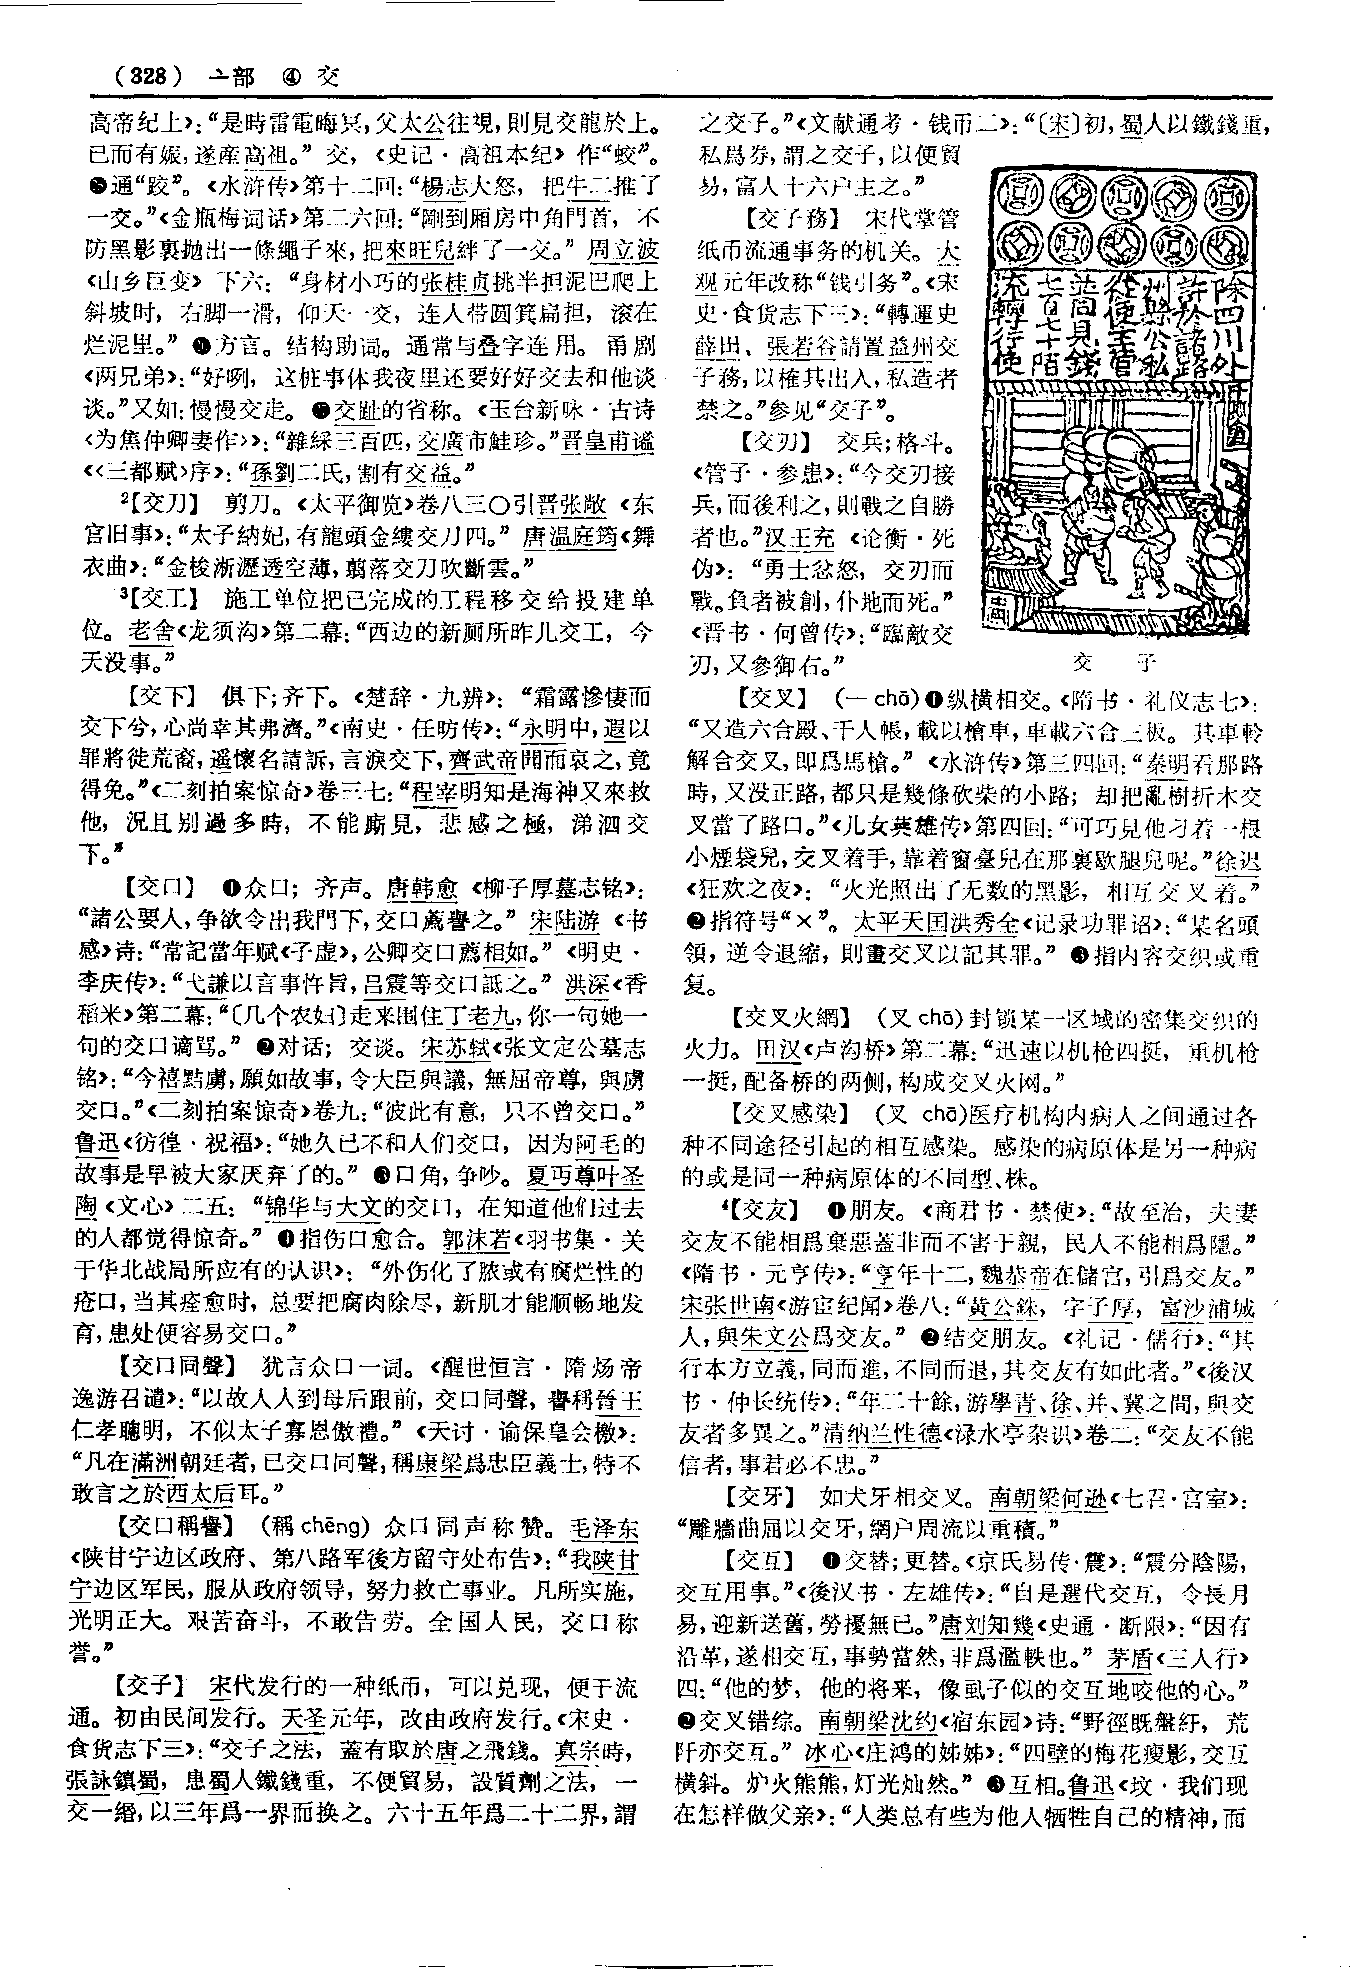 (328) 亠部 ④ 交
高帝纪上》：“是時雷電晦冥，父太公往視，則見交龍於上。
已而有娠，遂產高祖。” 交，《史记·高祖本纪》作“蛟”。
通“跤”。《水浒传》第十二回：“楊志大怒，把牛二推了
一交。”《金瓶梅词话》第二六回：“剛到厢房中角門首，不
防黑影裏抛出一條繩子來，把來旺兒絆了一交。” 周立波
《山乡巨变》下六：“身材小巧的张桂贞挑半担泥巴爬上
斜坡时，右脚一滑，仰天一交，连人带圆箕扁担，滚在
烂泥里。” 方言。结构助词。通常与叠字连用。甬剧
《两兄弟》：“好咧，这桩事体我夜里还要好好交去和他谈
谈。”又如：慢慢交走。 交趾的省称。《玉台新咏·古诗
〈为焦仲卿妻作〉》：“雜綵三百匹，交廣市鮭珍。”晋皇甫谧
《〈三都赋〉序》：“孫劉二氏，割有交益。”
²【交刀】 剪刀。《太平御览》卷八三〇引晋张敞《东
宫旧事》：“太子納妃，有龍頭金縷交刀四。” 唐温庭筠《舞
衣曲》：“金梭淅瀝透空薄，翦落交刀吹斷雲。”
³【交工】 施工单位把已完成的工程移交给投建单
位。老舍《龙须沟》第二幕：“西边的新厕所昨儿交工，今
天没事。”
【交下】 俱下；齐下。《楚辞·九辨》：“霜露慘悽而
交下兮，心尚幸其弗濟。”《南史·任昉传》：“永明中，遐以
罪將徙荒裔，遥懷名請訴，言淚交下，齊武帝聞而哀之，竟
得免。”《二刻拍案惊奇》卷三七：“程宰明知是海神又來救
他，況且别過多時，不能厮見，悲感之極，涕泗交
下。”
【交口】 ❶众口；齐声。唐韩愈《柳子厚墓志铭》：
“諸公要人，争欲令出我門下，交口薦譽之。” 宋陆游《书
感》诗：“常記當年赋《子虚》，公卿交口薦相如。”《明史·
李庆传》：“弋謙以言事忤旨，吕震等交口詆之。” 洪深《香
稻米》第二幕：“〔几个农妇〕走来围住丁老九，你一句她一
句的交口谪骂。” ❷对话；交谈。宋苏轼《张文定公墓志
铭》：“今禧黠虜，願如故事，令大臣與議，無屈帝尊，與虜
交口。”《二刻拍案惊奇》卷九：“彼此有意，只不曾交口。”
鲁迅《彷徨·祝福》：“她久已不和人们交口，因为阿毛的
故事是早被大家厌弃了的。” ❸口角，争吵。夏丏尊叶圣
陶《文心》二五：“锦华与大文的交口，在知道他们过去
的人都觉得惊奇。” ❹指伤口愈合。郭沫若《羽书集·关
于华北战局所应有的认识》：“外伤化了脓或有腐烂性的
疮口，当其痊愈时，总要把腐肉除尽，新肌才能顺畅地发
育，患处便容易交口。”
【交口同聲】 犹言众口一词。《醒世恒言·隋炀帝
逸游召谴》：“以故人人到母后跟前，交口同聲，譽稱晉王
仁孝聰明，不似太子寡恩傲禮。”《天讨·谕保皇会檄》：
“凡在滿洲朝廷者，已交口同聲，稱康梁爲忠臣義士，特不
敢言之於西太后耳。”
【交口稱譽】 (稱 chēng) 众口同声称赞。毛泽东
《陕甘宁边区政府、第八路军後方留守处布告》：“我陕甘
宁边区军民，服从政府领导，努力救亡事业。凡所实施，
光明正大。艰苦奋斗，不敢告劳。全国人民，交口称
誉。”
【交子】 宋代发行的一种纸币，可以兑现，便于流
通。初由民间发行。天圣元年，改由政府发行。《宋史·
食货志下三》：“交子之法，蓋有取於唐之飛錢。真宗時，
張詠鎮蜀，患蜀人鐵錢重，不便貿易，設質劑之法，一
交一緡，以三年爲一界而换之。六十五年爲二十二界，謂
之交子。”《文献通考·钱币二》：“〔宋〕初，蜀人以鐵錢重，
私爲券，謂之交子，以便貿
易，富人十六户主之。”
【交子務】 宋代掌管
纸币流通事务的机关。大
观元年改称“钱引务”。《宋
史·食货志下三》：“轉運史
薛田、張若谷請置益州交
子務，以榷其出入，私造者
禁之。”参见“交子”。
【交刃】 交兵；格斗。
《管子·参患》：“今交刃接
兵，而後利之，則戰之自勝
者也。”汉王充《论衡·死
伪》：“勇士忿怒，交刃而
戰。負者被創，仆地而死。”
《晋书·何曾传》：“臨敵交
刃，又參御右。”
除四川外
許於諸路
州縣公私
從便主管
並同見錢
七百七十陌
流轉行使
交 子
【交叉】 (一 chā) ❶纵横相交。《隋书·礼仪志七》：
“又造六合殿、千人帳，載以槍車，車載六合三板。其車軨
解合交叉，即爲馬槍。”《水浒传》第三四回：“秦明看那路
時，又没正路，都只是幾條砍柴的小路；却把亂樹折木交
叉當了路口。”《儿女英雄传》第四回：“可巧見他刁着一根
小煙袋兒，交叉着手，靠着窗臺兒在那裏歇腿兒呢。”徐迟
《狂欢之夜》：“火光照出了无数的黑影，相互交叉着。”
❷指符号“×”。太平天国洪秀全《记录功罪诏》：“某名頭
領，逆令退縮，則畫交叉以記其罪。” ❸指内容交织或重
复。
【交叉火網】 (叉 chā) 封锁某一区域的密集交织的
火力。田汉《卢沟桥》第二幕：“迅速以机枪四挺，重机枪
一挺，配备桥的两侧，构成交叉火网。”
【交叉感染】 (叉 chā) 医疗机构内病人之间通过各
种不同途径引起的相互感染。感染的病原体是另一种病
的或是同一种病原体的不同型、株。
⁴【交友】 ❶朋友。《商君书·禁使》：“故至治，夫妻
交友不能相爲棄惡蓋非而不害于親，民人不能相爲隱。”
《隋书·元亨传》：“亨年十二，魏恭帝在儲宫，引爲交友。”
宋张世南《游宦纪闻》卷八：“黄公銖，字子厚，富沙浦城
人，與朱文公爲交友。” ❷结交朋友。《礼记·儒行》：“其
行本方立義，同而進，不同而退，其交友有如此者。”《後汉
书·仲长统传》：“年二十餘，游學青、徐、并、冀之間，與交
友者多異之。”清纳兰性德《渌水亭杂识》卷二：“交友不能
信者，事君必不忠。”
【交牙】 如犬牙相交叉。南朝梁何逊《七召·宫室》：
“雕牆曲屈以交牙，網户周流以重積。”
【交互】 ❶交替；更替。《京氏易传·震》：“震分陰陽，
交互用事。”《後汉书·左雄传》：“自是選代交互，令長月
易，迎新送舊，勞擾無已。”唐刘知幾《史通·断限》：“因有
沿革，遂相交互，事勢當然，非爲濫軼也。” 茅盾《三人行》
四：“他的梦，他的将来，像虱子似的交互地咬他的心。”
❷交叉错综。南朝梁沈约《宿东园》诗：“野徑既盤紆，荒
阡亦交互。” 冰心《庄鸿的姊姊》：“四壁的梅花瘦影，交互
横斜。炉火熊熊，灯光灿然。” ❸互相。鲁迅《坟·我们现
在怎样做父亲》：“人类总有些为他人牺牲自己的精神，而